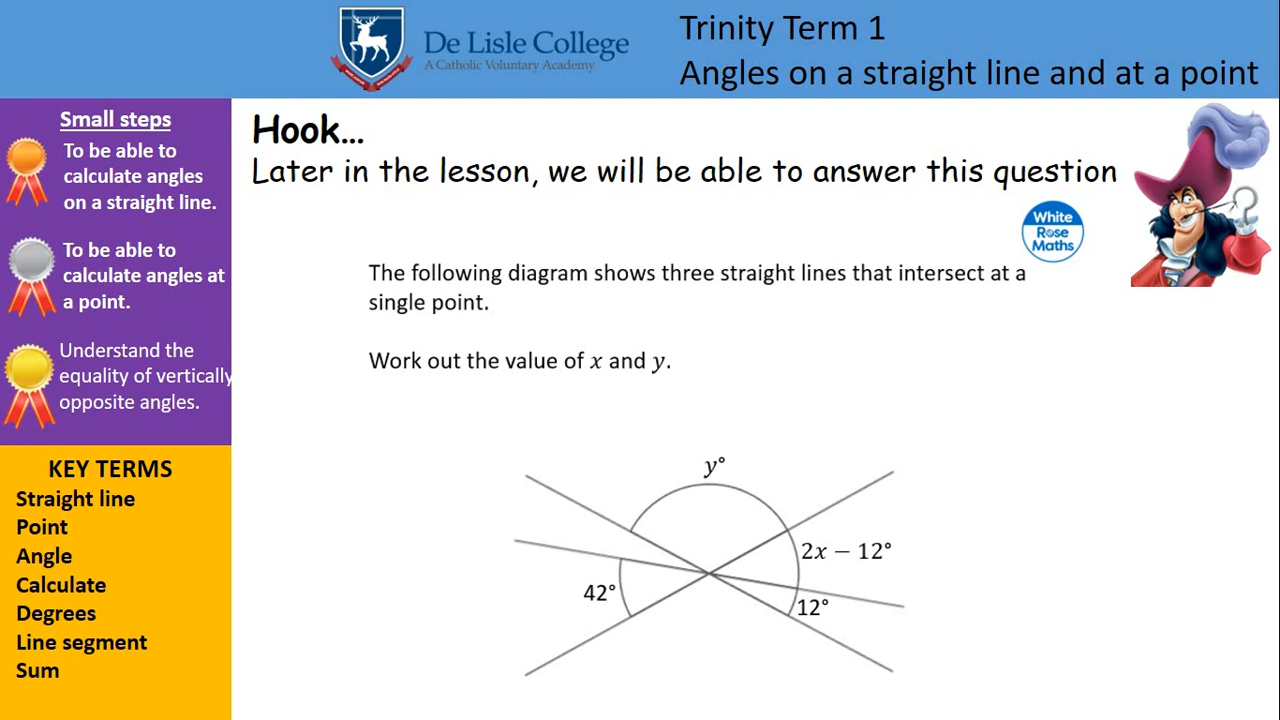 De Lisle College
A Catholic Voluntary Academy
Trinity Term 1
Angles on a straight line and at a point
Small steps
To be able to
calculate angles
on a straight line.
To be able to
calculate angles at
a point.
Understand the
equality of vertically
opposite angles.
KEY TERMS
Straight line
Point
Angle
Calculate
Degrees
Line segment
Sum
Hook...
Later in the lesson, we will be able to answer this question
White
Rose
Maths
The following diagram shows three straight lines that intersect at a
single point.
Work out the value of x and y.
y°
2x − 12°
42°
12°